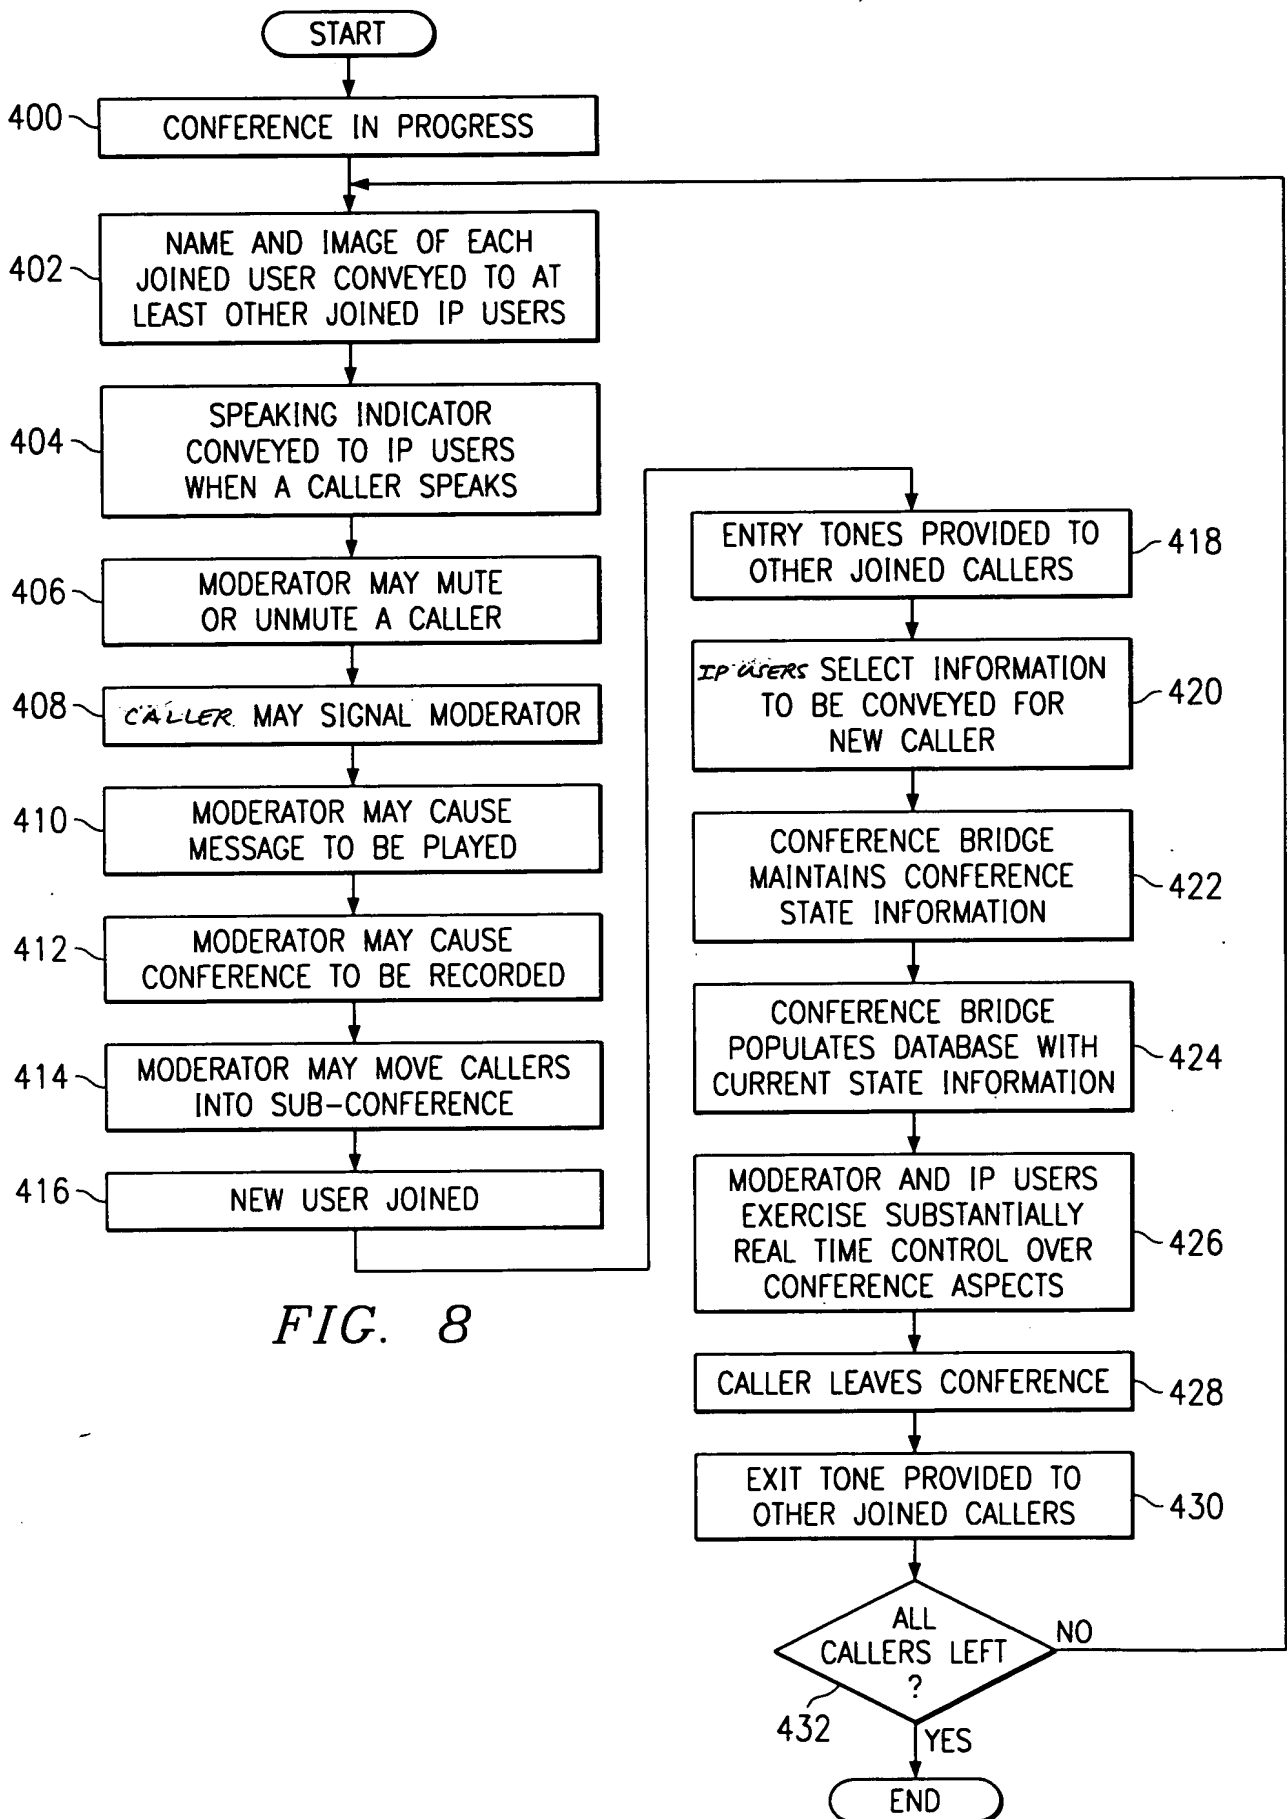 START
400
CONFERENCE IN PROGRESS
402
NAME AND IMAGE OF EACH
JOINED USER CONVEYED TO AT
LEAST OTHER JOINED IP USERS
404
SPEAKING INDICATOR
CONVEYED TO IP USERS
WHEN A CALLER SPEAKS
406
MODERATOR MAY MUTE
OR UNMUTE A CALLER
408
CALLER MAY SIGNAL MODERATOR
410
MODERATOR MAY CAUSE
MESSAGE TO BE PLAYED
412
MODERATOR MAY CAUSE
CONFERENCE TO BE RECORDED
414
MODERATOR MAY MOVE CALLERS
INTO SUB-CONFERENCE
416
NEW USER JOINED
FIG. 8
ENTRY TONES PROVIDED TO
OTHER JOINED CALLERS
418
IP USERS SELECT INFORMATION
TO BE CONVEYED FOR
NEW CALLER
420
CONFERENCE BRIDGE
MAINTAINS CONFERENCE
STATE INFORMATION
422
CONFERENCE BRIDGE
POPULATES DATABASE WITH
CURRENT STATE INFORMATION
424
MODERATOR AND IP USERS
EXERCISE SUBSTANTIALLY
REAL TIME CONTROL OVER
CONFERENCE ASPECTS
426
CALLER LEAVES CONFERENCE
428
EXIT TONE PROVIDED TO
OTHER JOINED CALLERS
430
ALL
CALLERS LEFT
?
NO
432
YES
END